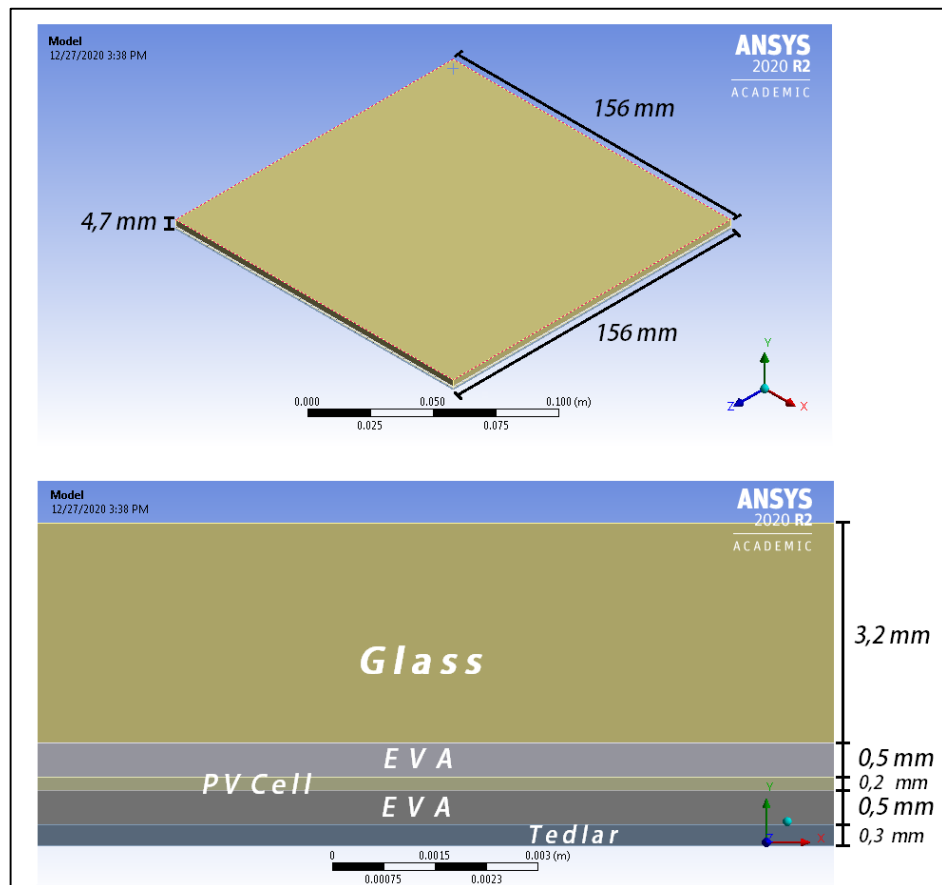 Model
12/27/2020 3:38 PM
ANSYS
2020 R2
ACADEMIC
156 mm
4,7 mm
156 mm
Y
Z
X
0.000 0.050 0.100 (m)
0.025 0.075
Model
12/27/2020 3:38 PM
ANSYS
2020 R2
ACADEMIC
3,2 mm
Glass
EVA
0,5 mm
PV Cell
0,2 mm
EVA
0,5 mm
Y
Z
X
Tedlar
0,3 mm
0 0.0015 0.003 (m)
0.00075 0.0023